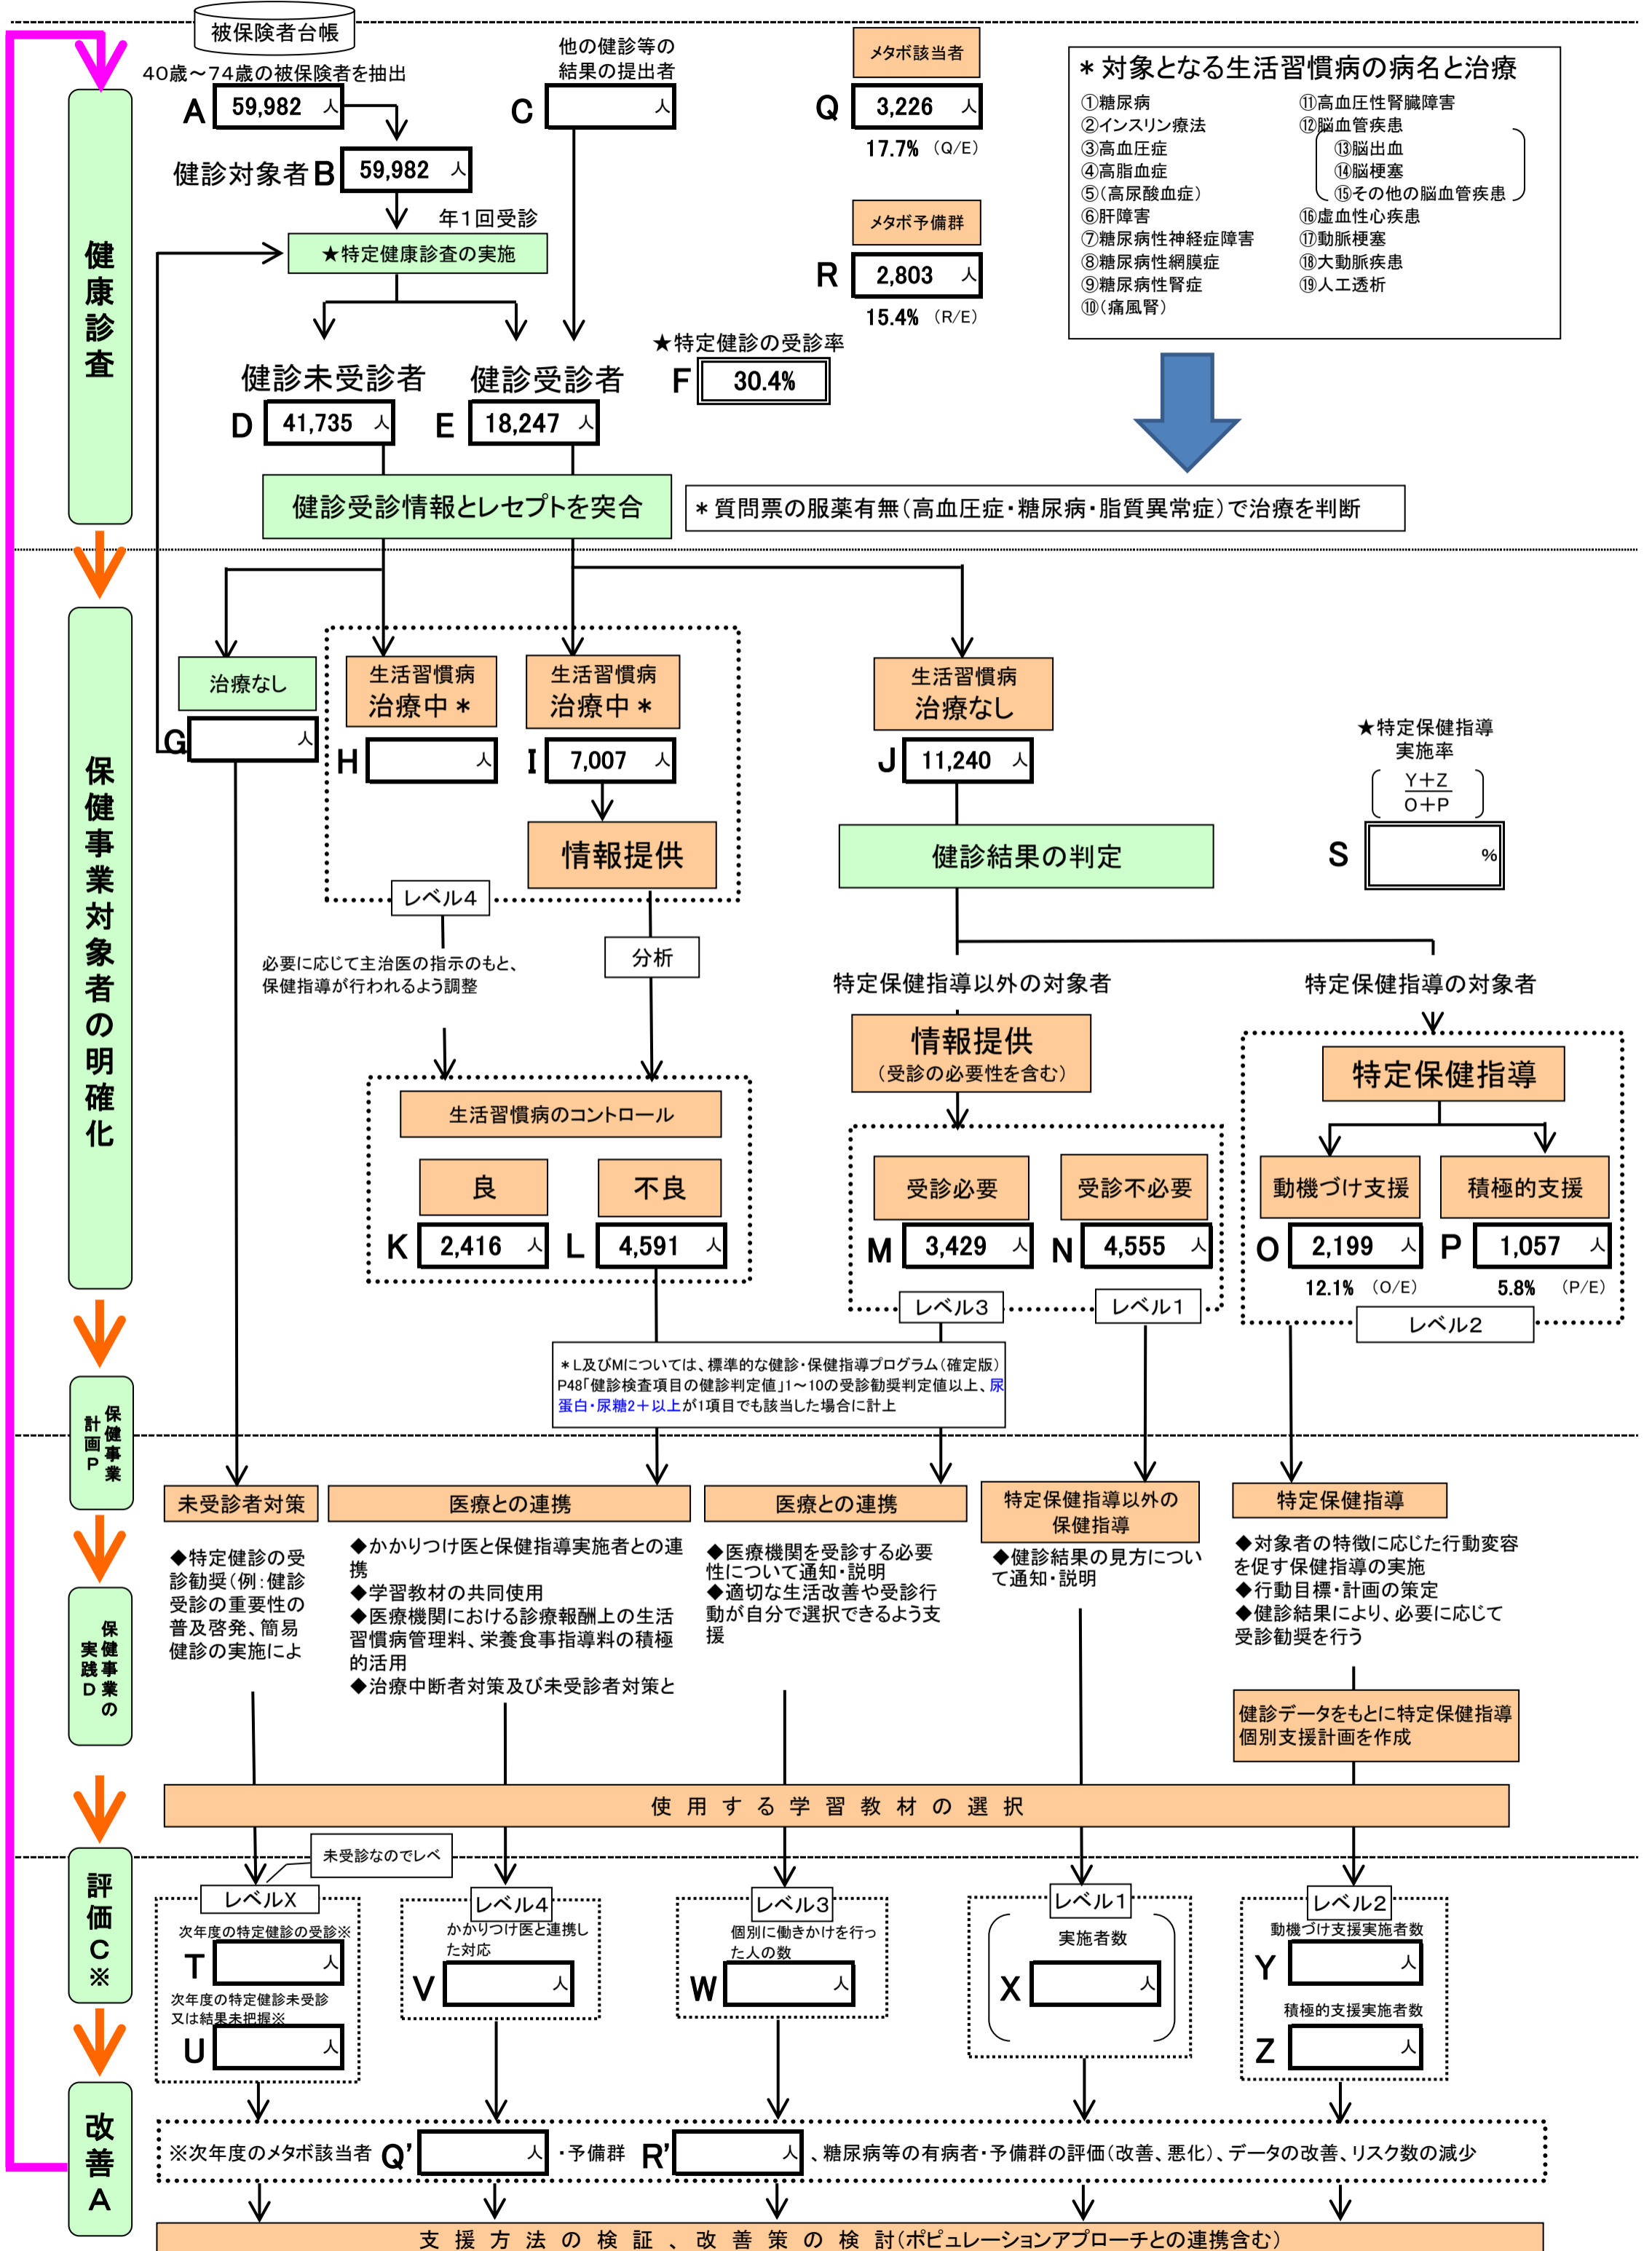 被保険者台帳
40歳～74歳の被保険者を抽出
A 59,982 人
健診対象者 B 59,982 人
年1回受診
★特定健康診査の実施
他の健診等の
結果の提出者
C 人
メタボ該当者
Q 3,226 人
17.7% (Q/E)
メタボ予備群
R 2,803 人
15.4% (R/E)
＊対象となる生活習慣病の病名と治療
①糖尿病
②インスリン療法
③高血圧症
④高脂血症
⑤(高尿酸血症)
⑥肝障害
⑦糖尿病性神経症障害
⑧糖尿病性網膜症
⑨糖尿病性腎症
⑩(痛風腎)
⑪高血圧性腎臓障害
⑫脳血管疾患
⑬脳出血
⑭脳梗塞
⑮その他の脳血管疾患
⑯虚血性心疾患
⑰動脈梗塞
⑱大動脈疾患
⑲人工透析
健康診査
健診未受診者
D 41,735 人
健診受診者
E 18,247 人
★特定健診の受診率
F 30.4%
健診受診情報とレセプトを突合
＊質問票の服薬有無(高血圧症・糖尿病・脂質異常症)で治療を判断
保健事業対象者の明確化
治療なし
G 人
生活習慣病
治療中＊
H 人
生活習慣病
治療中＊
I 7,007 人
情報提供
レベル4
生活習慣病
治療なし
J 11,240 人
健診結果の判定
★特定保健指導
実施率
Y+Z
O+P
S %
必要に応じて主治医の指示のもと、
保健指導が行われるよう調整
分析
特定保健指導以外の対象者
特定保健指導の対象者
情報提供
(受診の必要性を含む)
特定保健指導
生活習慣病のコントロール
良
K 2,416 人
不良
L 4,591 人
受診必要
M 3,429 人
受診不必要
N 4,555 人
動機づけ支援
O 2,199 人
12.1% (O/E)
積極的支援
P 1,057 人
5.8% (P/E)
レベル3
レベル1
レベル2
＊L及びMについては、標準的な健診・保健指導プログラム(確定版)
P48「健診検査項目の健診判定値」1～10の受診勧奨判定値以上、尿
蛋白・尿糖2＋以上が1項目でも該当した場合に計上
保健事業
計画P
未受診者対策
医療との連携
医療との連携
特定保健指導以外の
保健指導
特定保健指導
保健事業の
実践D
◆特定健診の受
診勧奨(例:健診
受診の重要性の
普及啓発、簡易
健診の実施によ
◆かかりつけ医と保健指導実施者との連
携
◆学習教材の共同使用
◆医療機関における診療報酬上の生活
習慣病管理料、栄養食事指導料の積極
的活用
◆治療中断者対策及び未受診者対策と
◆医療機関を受診する必要
性について通知・説明
◆適切な生活改善や受診行
動が自分で選択できるよう支
援
◆健診結果の見方につい
て通知・説明
◆対象者の特徴に応じた行動変容
を促す保健指導の実施
◆行動目標・計画の策定
◆健診結果により、必要に応じて
受診勧奨を行う
健診データをもとに特定保健指導
個別支援計画を作成
使用する学習教材の選択
評価C※
未受診なのでレベ
レベルX
次年度の特定健診の受診※
T 人
次年度の特定健診未受診
又は結果未把握※
U 人
レベル4
かかりつけ医と連携し
た対応
V 人
レベル3
個別に働きかけを行っ
た人の数
W 人
レベル1
実施者数
X 人
レベル2
動機づけ支援実施者数
Y 人
積極的支援実施者数
Z 人
改善A
※次年度のメタボ該当者 Q’ 人 ・予備群 R’ 人 、糖尿病等の有病者・予備群の評価(改善、悪化)、データの改善、リスク数の減少
支援方法の検証、改善策の検討(ポピュレーションアプローチとの連携含む)